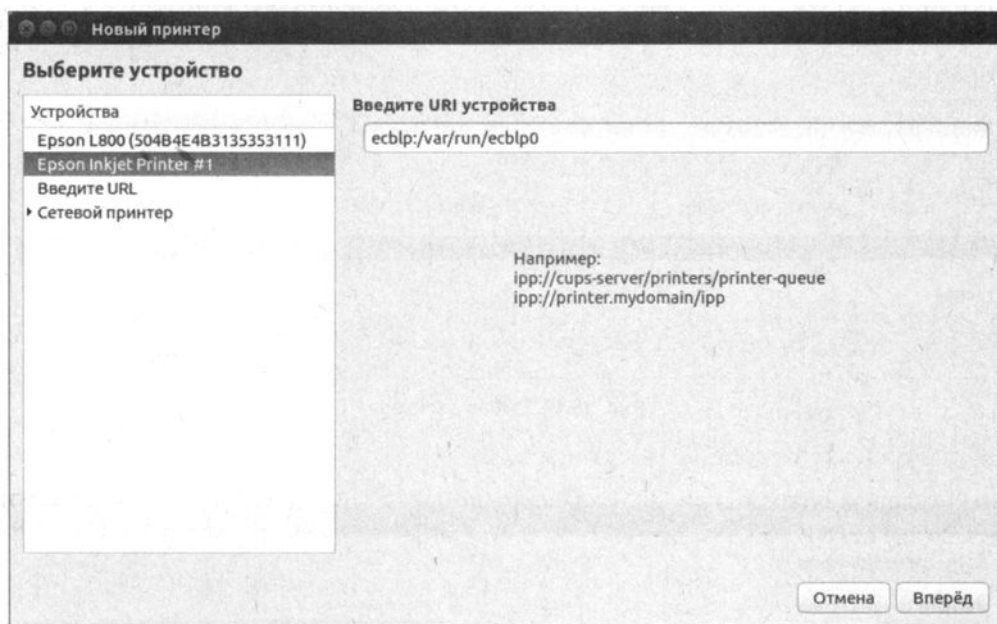 Новый принтер
Выберите устройство
Устройства
Epson L800 (504B4E4B3135353111)
Epson Inkjet Printer #1
Введите URL
Сетевой принтер
Введите URI устройства
ecblp:/var/run/ecblp0
Например:
ipp://cups-server/printers/printer-queue
ipp://printer.mydomain/ipp
Отмена
Вперёд